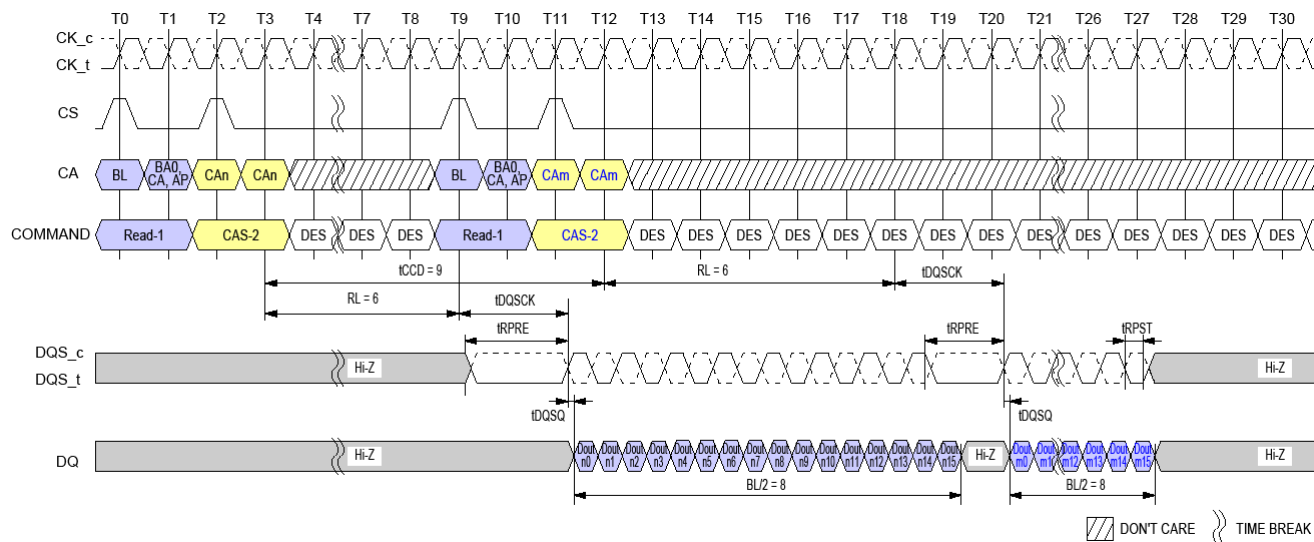 T0 T1 T2 T3 T4 T7 T8 T9 T10 T11 T12 T13 T14 T15 T16 T17 T18 T19 T20 T21 T26 T27 T28 T29 T30
CK_c
CK_t
CS
CA BL BA0, CA, AP CAn CAn BL BA0, CA, AP CAm CAm
COMMAND Read-1 CAS-2 DES DES DES Read-1 CAS-2 DES DES DES DES DES DES DES DES DES DES DES DES DES DES
tCCD = 9 RL = 6 tDQSCK
RL = 6 tDQSCK
tRPRE tRPRE tRPST
DQS_c
DQS_t
Hi-Z Hi-Z
tDQSQ tDQSQ
DQ Hi-Z Dout n0 Dout n1 Dout n2 Dout n3 Dout n4 Dout n5 Dout n6 Dout n7 Dout n8 Dout n9 Dout n10 Dout n11 Dout n12 Dout n13 Dout n14 Dout n15 Hi-Z Dout m0 Dout m12 Dout m13 Dout m14 Dout m15 Hi-Z
BL/2 = 8 BL/2 = 8
DON'T CARE TIME BREAK